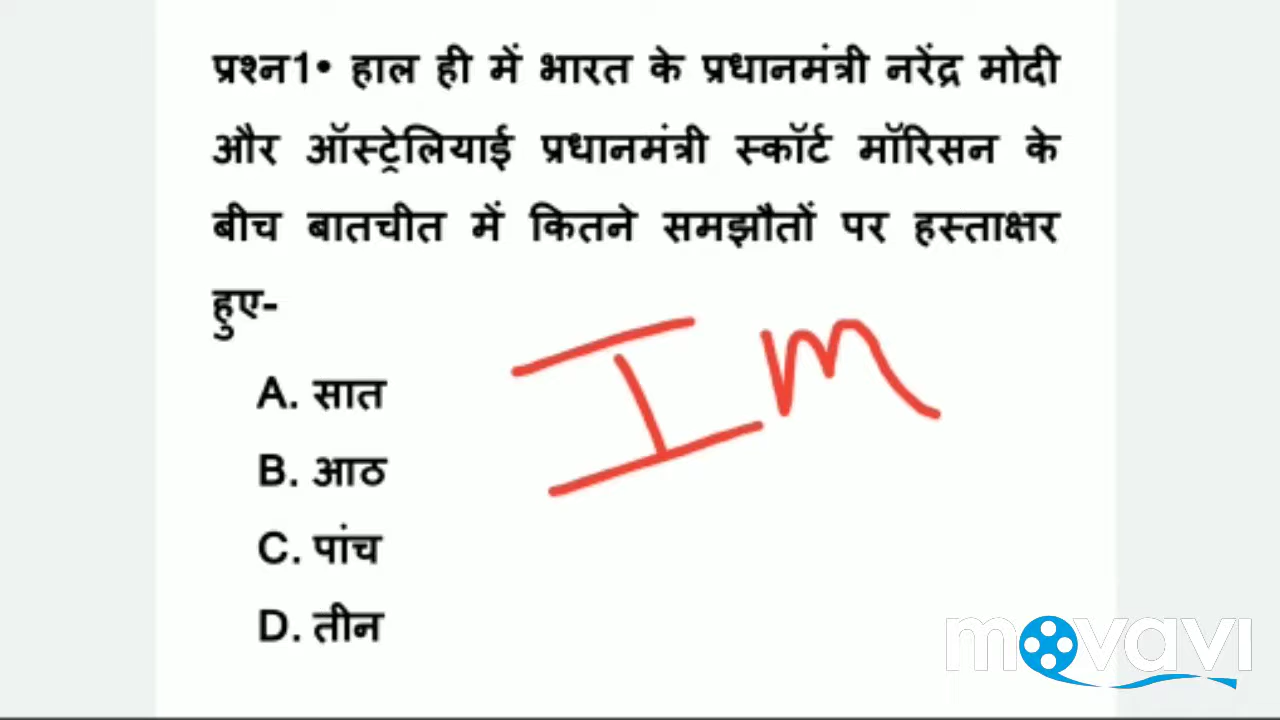 प्रश्न1• हाल ही में भारत के प्रधानमंत्री नरेंद्र मोदी
और ऑस्ट्रेलियाई प्रधानमंत्री स्कॉर्ट मॉरिसन के
बीच बातचीत में कितने समझौतों पर हस्ताक्षर
हुए-
A. सात
B. आठ
C. पांच
D. तीन
Im
movavi